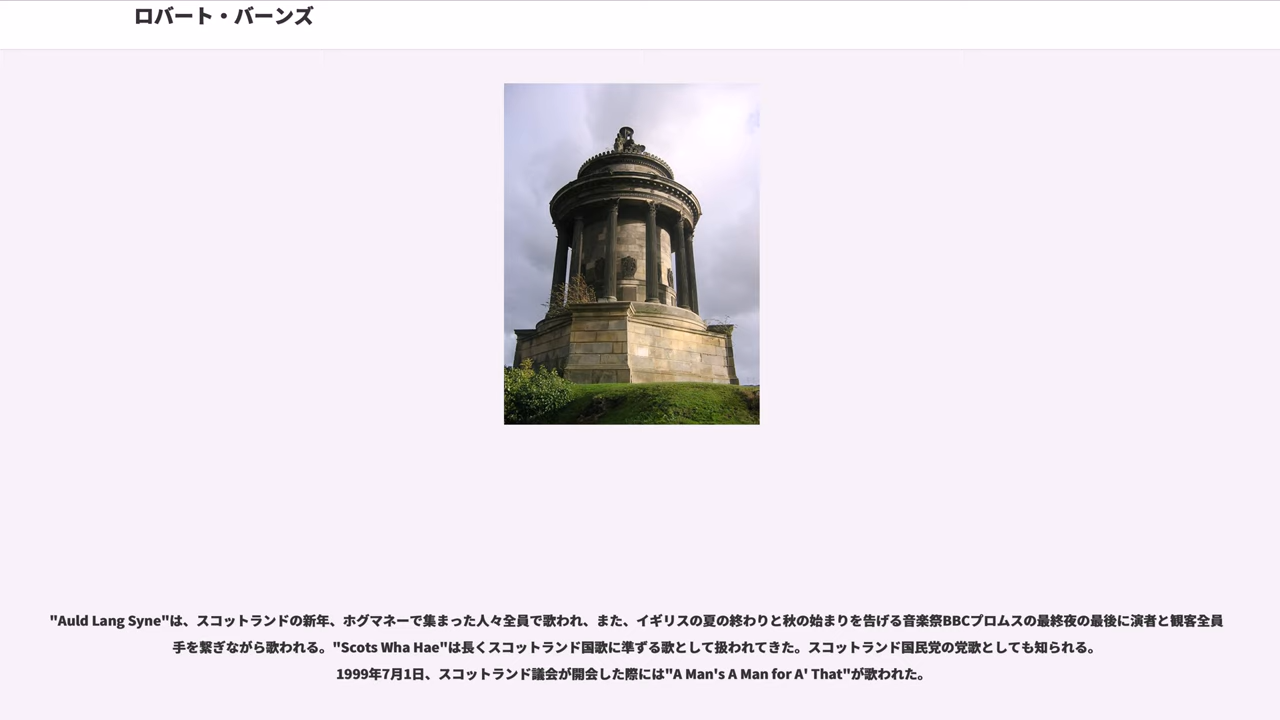 ロバート・バーンズ
"Auld Lang Syne"は、スコットランドの新年、ホグマネーで集まった人々全員で歌われ、また、イギリスの夏の終わりと秋の始まりを告げる音楽祭BBCプロムスの最終夜の最後に演者と観客全員
手を繋ぎながら歌われる。"Scots Wha Hae"は長くスコットランド国歌に準ずる歌として扱われてきた。スコットランド国民党の党歌としても知られる。
1999年7月1日、スコットランド議会が開会した際には"A Man's A Man for A' That"が歌われた。